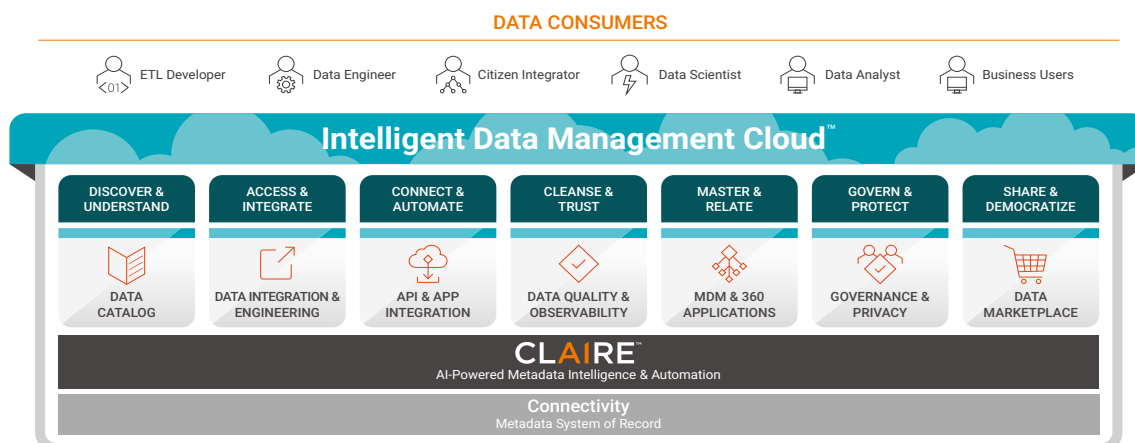 DATA CONSUMERS
<01>
ETL Developer
Data Engineer
Citizen Integrator
Data Scientist
Data Analyst
Business Users
Intelligent Data Management Cloud™
DISCOVER &
UNDERSTAND
ACCESS &
INTEGRATE
CONNECT &
AUTOMATE
CLEANSE &
TRUST
MASTER &
RELATE
GOVERN &
PROTECT
SHARE &
DEMOCRATIZE
DATA
CATALOG
DATA INTEGRATION &
ENGINEERING
API & APP
INTEGRATION
DATA QUALITY &
OBSERVABILITY
MDM & 360
APPLICATIONS
GOVERNANCE &
PRIVACY
DATA
MARKETPLACE
CLAIRE™
AI-Powered Metadata Intelligence & Automation
Connectivity
Metadata System of Record